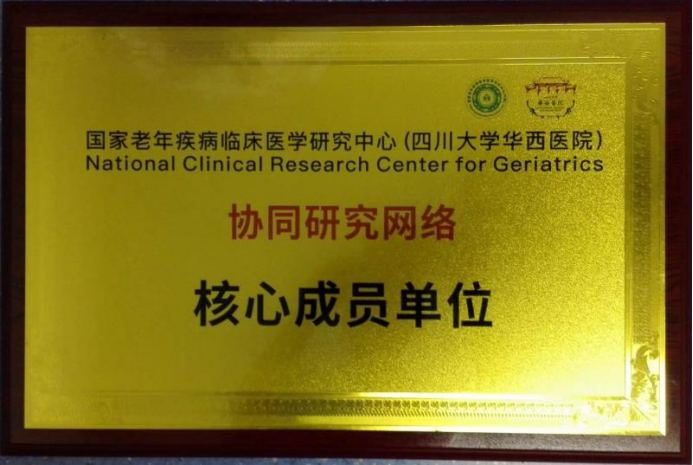 国家老年疾病临床医学研究中心(四川大学华西医院)
National Clinical Research Center for Geriatrics
协同研究网络
核心成员单位